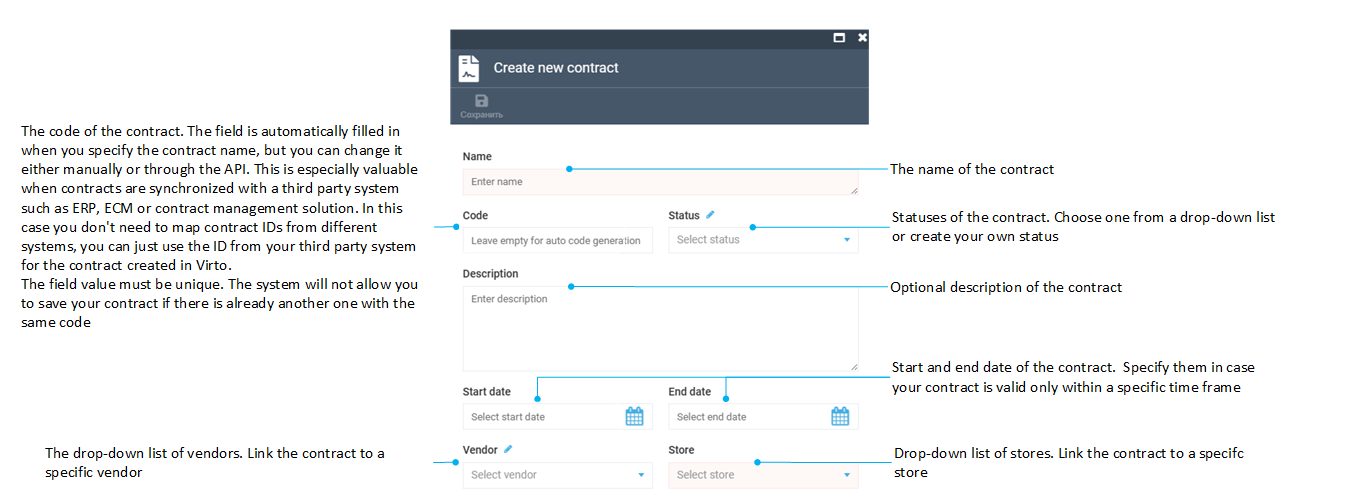 Create new contract
Сохранить
The code of the contract. The field is automatically filled in
when you specify the contract name, but you can change it
either manually or through the API. This is especially valuable
when contracts are synchronized with a third party system
such as ERP, ECM or contract management solution. In this
case you don't need to map contract IDs from different
systems, you can just use the ID from your third party system
for the contract created in Virto.
The field value must be unique. The system will not allow you
to save your contract if there is already another one with the
same code
Name
Enter name
The name of the contract
Code
Leave empty for auto code generation
Status
Select status
Statuses of the contract. Choose one from a drop-down list
or create your own status
Description
Enter description
Optional description of the contract
Start date
Select start date
End date
Select end date
Start and end date of the contract. Specify them in case
your contract is valid only within a specific time frame
The drop-down list of vendors. Link the contract to a
specific vendor
Vendor
Select vendor
Store
Select store
Drop-down list of stores. Link the contract to a specifc
store